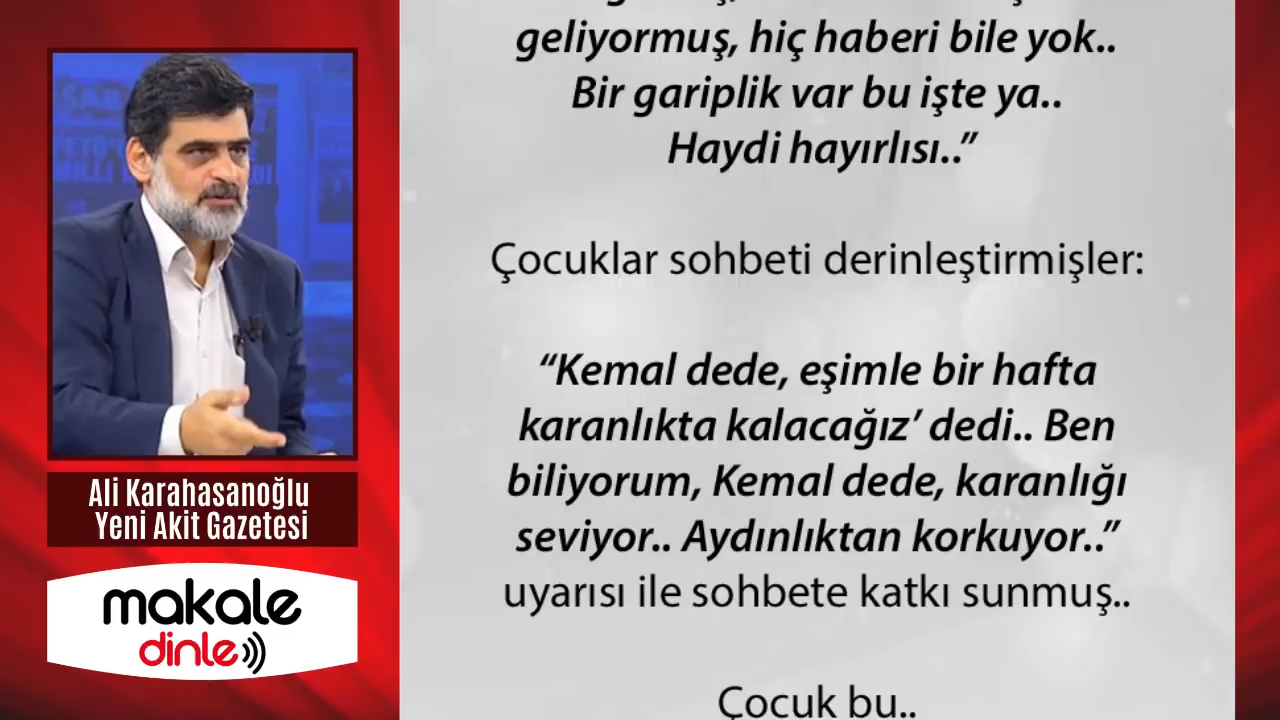 geliyormuş, hiç haberi bile yok..
Bir gariplik var bu işte ya..
Haydi hayırlısı..”
Çocuklar sohbeti derinleştirmişler:
“Kemal dede, eşimle bir hafta
karanlıkta kalacağız’ dedi.. Ben
biliyorum, Kemal dede, karanlığı
seviyor.. Aydınlıktan korkuyor..”
uyarısı ile sohbete katkı sunmuş..
Çocuk bu..
Ali Karahasanoğlu
Yeni Akit Gazetesi
makale
dinle